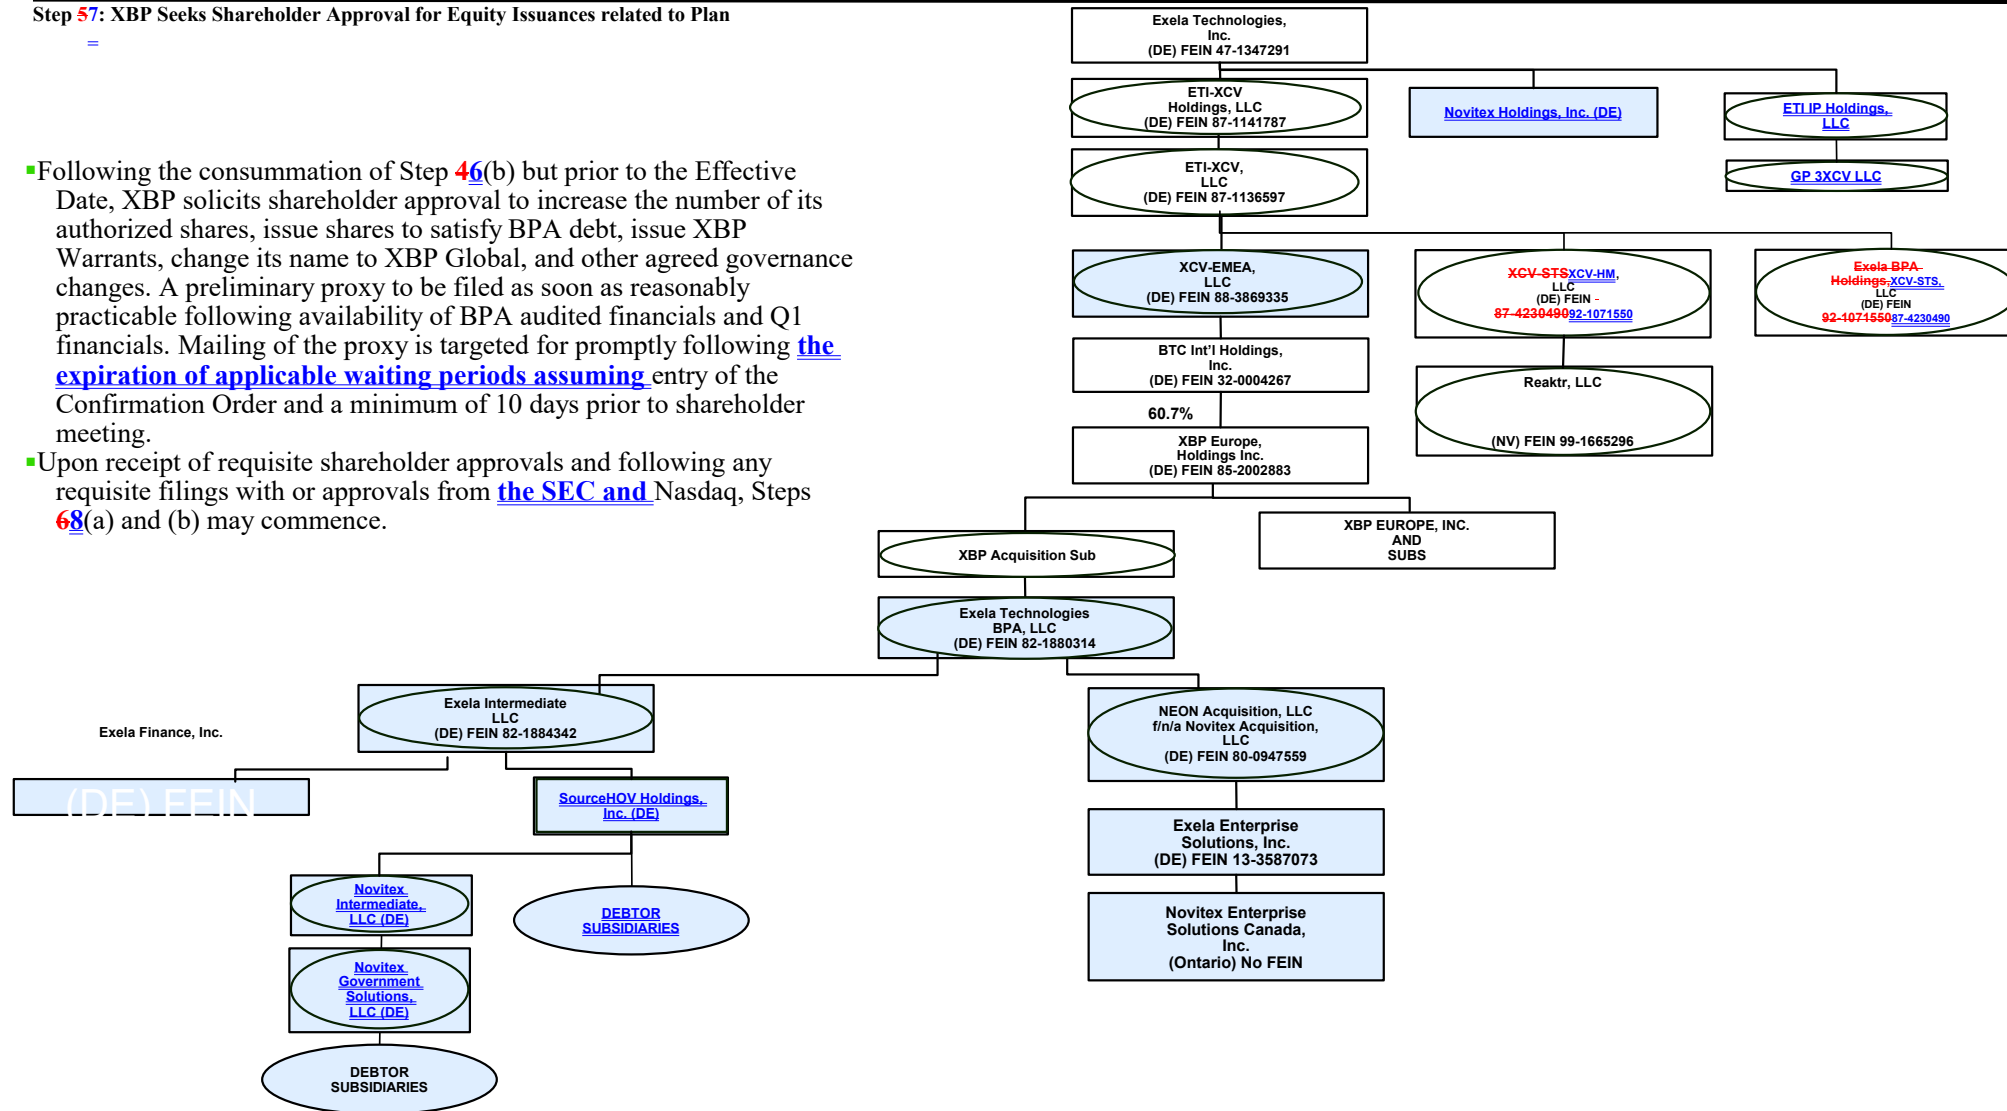 Step 57: XBP Seeks Shareholder Approval for Equity Issuances related to Plan
▪Following the consummation of Step 46(b) but prior to the Effective
Date, XBP solicits shareholder approval to increase the number of its
authorized shares, issue shares to satisfy BPA debt, issue XBP
Warrants, change its name to XBP Global, and other agreed governance
changes. A preliminary proxy to be filed as soon as reasonably
practicable following availability of BPA audited financials and Q1
financials. Mailing of the proxy is targeted for promptly following the
expiration of applicable waiting periods assuming entry of the
Confirmation Order and a minimum of 10 days prior to shareholder
meeting.
▪Upon receipt of requisite shareholder approvals and following any
requisite filings with or approvals from the SEC and Nasdaq, Steps
68(a) and (b) may commence.
Exela Technologies,
Inc.
(DE) FEIN 47-1347291
ETI-XCV
Holdings, LLC
(DE) FEIN 87-1141787
Novitex Holdings, Inc. (DE)
ETI IP Holdings,
LLC
ETI-XCV,
LLC
(DE) FEIN 87-1136597
GP 3XCV LLC
XCV-EMEA,
LLC
(DE) FEIN 88-3869335
XCV-STSXCV-HM,
LLC
(DE) FEIN -
87-423049092-1071550
Exela BPA
Holdings,XCV-STS,
LLC
(DE) FEIN
92-107155087-4230490
BTC Int'l Holdings,
Inc.
(DE) FEIN 32-0004267
Reaktr, LLC
(NV) FEIN 99-1665296
60.7%
XBP Europe,
Holdings Inc.
(DE) FEIN 85-2002883
XBP Acquisition Sub
XBP EUROPE, INC.
AND
SUBS
Exela Technologies
BPA, LLC
(DE) FEIN 82-1880314
Exela Intermediate
LLC
(DE) FEIN 82-1884342
NEON Acquisition, LLC
f/n/a Novitex Acquisition,
LLC
(DE) FEIN 80-0947559
Exela Finance, Inc.
(DE) FEIN
SourceHOV Holdings,
Inc. (DE)
Exela Enterprise
Solutions, Inc.
(DE) FEIN 13-3587073
Novitex
Intermediate,
LLC (DE)
DEBTOR
SUBSIDIARIES
Novitex Enterprise
Solutions Canada,
Inc.
(Ontario) No FEIN
Novitex
Government
Solutions,
LLC (DE)
DEBTOR
SUBSIDIARIES